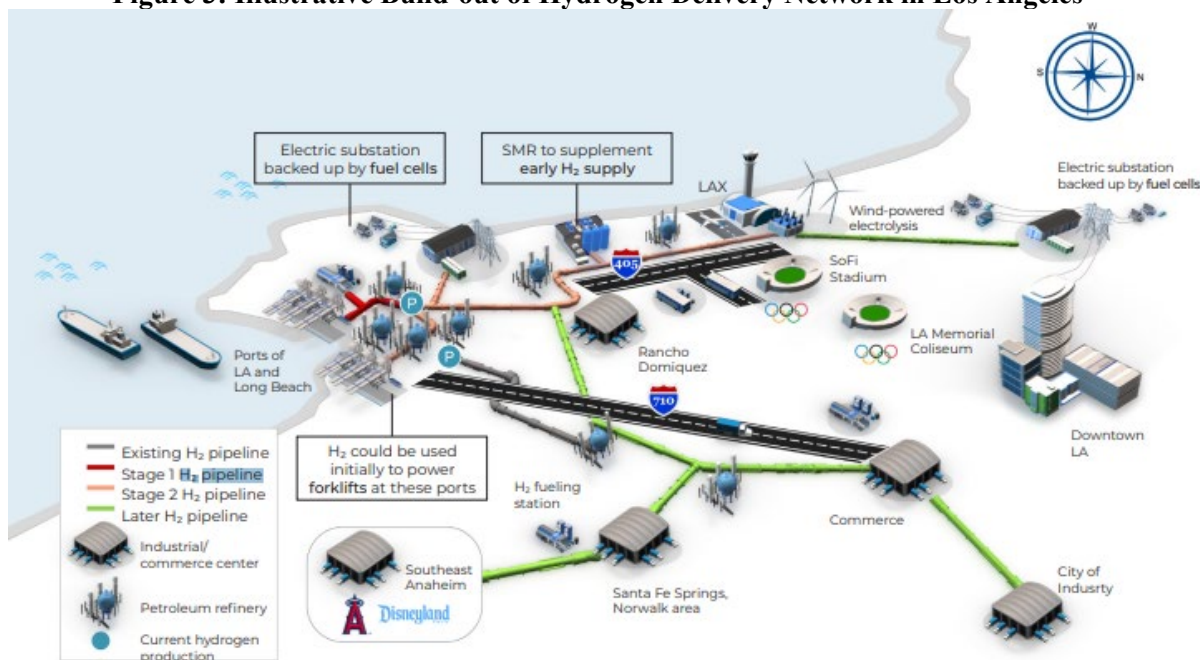 Figure 3: Illustrative Build-out of Hydrogen Delivery Network in Los Angeles
W
S
N
E
Electric substation
backed up by fuel cells
SMR to supplement
early H₂ supply
LAX
Electric substation
backed up by fuel cells
Wind-powered
electrolysis
405
SoFi
Stadium
P
LA Memorial
Coliseum
Ports of
LA and
Long Beach
P
Rancho
Domiquez
710
Downtown
LA
H₂ could be used
initially to power
forklifts at these ports
H₂ fueling
station
Commerce
Existing H₂ pipeline
Stage 1 H₂ pipeline
Stage 2 H₂ pipeline
Later H₂ pipeline
Industrial/
commerce center
Petroleum refinery
Current hydrogen
production
Southeast
Anaheim
A
Disneyland
Santa Fe Springs,
Norwalk area
City of
Indusrty